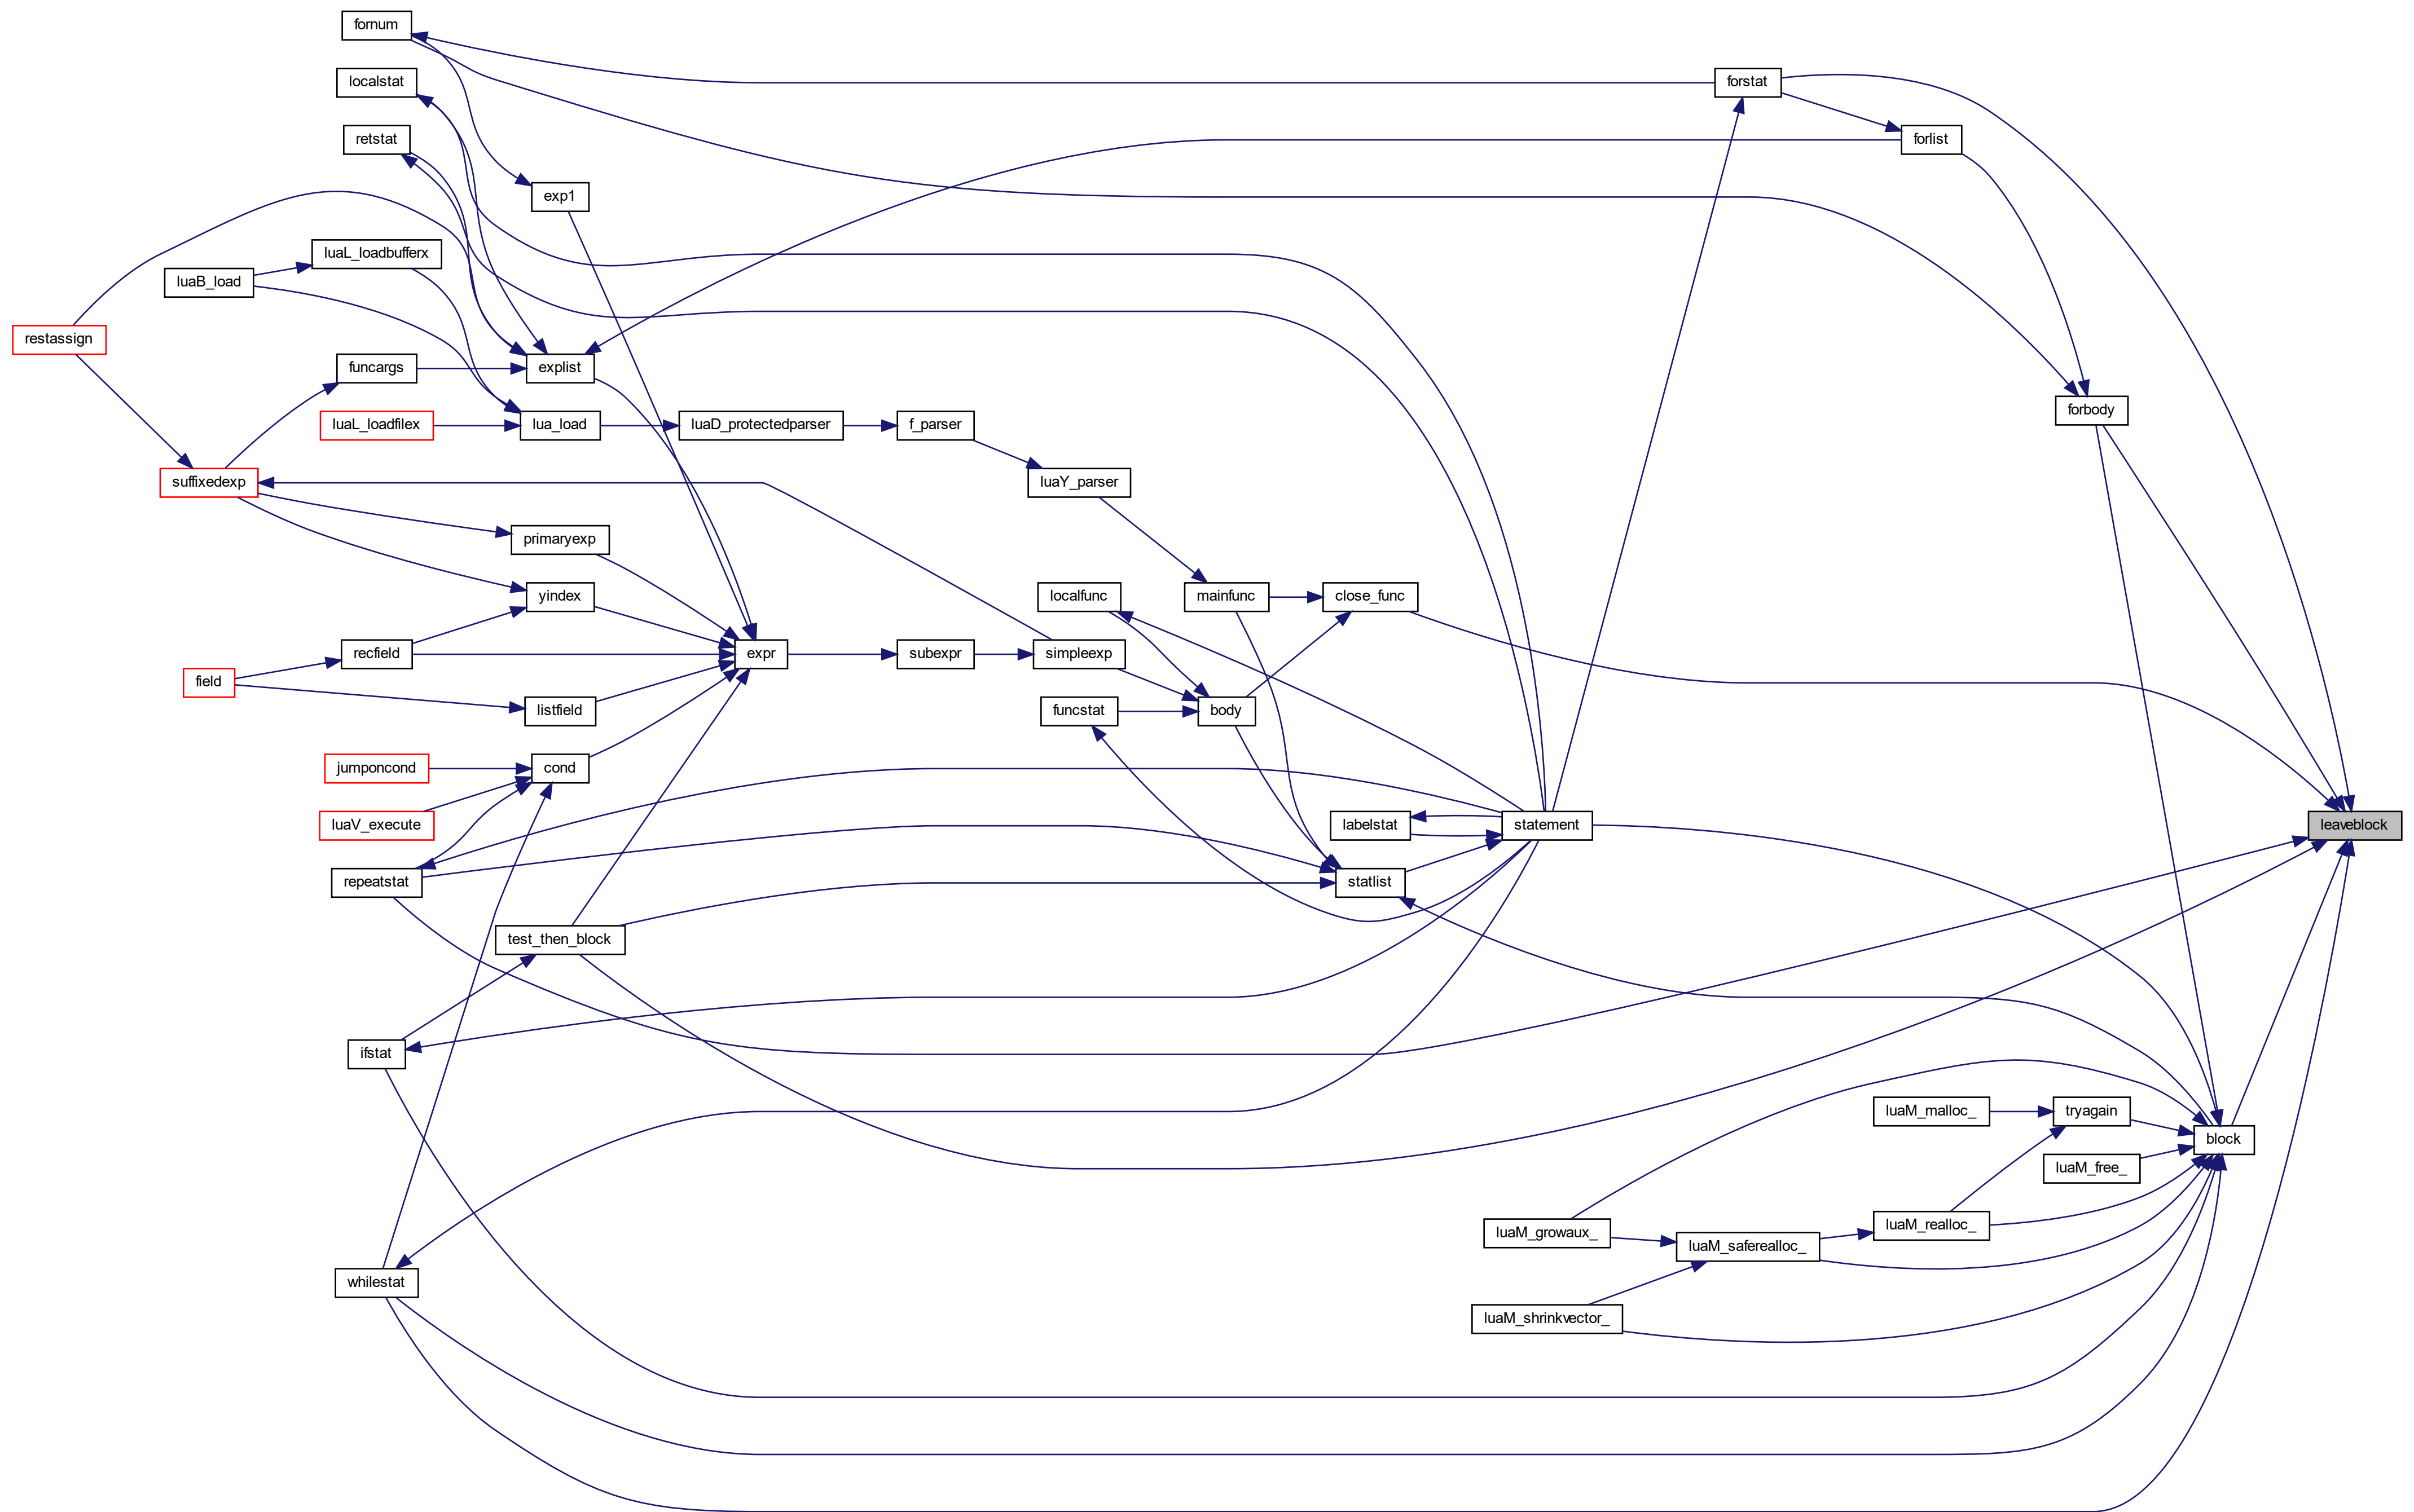 fornum
localstat
forstat
retstat
forlist
exp1
luaL_loadbufferx
luaB_load
restassign
funcargs
explist
forbody
luaL_loadfilex
lua_load
luaD_protectedparser
f_parser
suffixedexp
luaY_parser
primaryexp
yindex
localfunc
mainfunc
close_func
recfield
expr
subexpr
simpleexp
field
listfield
funcstat
body
jumponcond
cond
luaV_execute
labelstat
statement
leaveblock
repeatstat
statlist
test_then_block
ifstat
luaM_malloc_
tryagain
block
luaM_free_
luaM_growaux_
luaM_realloc_
luaM_saferealloc_
whilestat
luaM_shrinkvector_